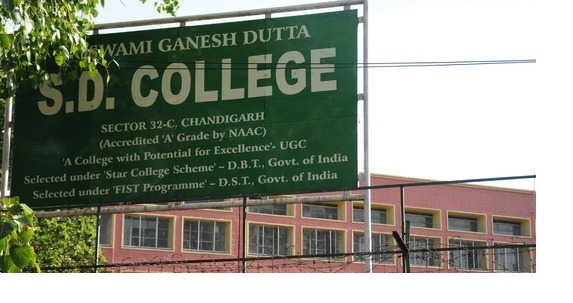 SWAMI GANESH DUTTA
S.D. COLLEGE
SECTOR 32-C. CHANDIGARH
(Accredited 'A' Grade by NAAC)
'A College with Potential for Excellence'- UGC
Selected under 'Star College Scheme' – D.B.T., Govt. of India
Selected under 'FIST Programme' – D.S.T., Govt. of India